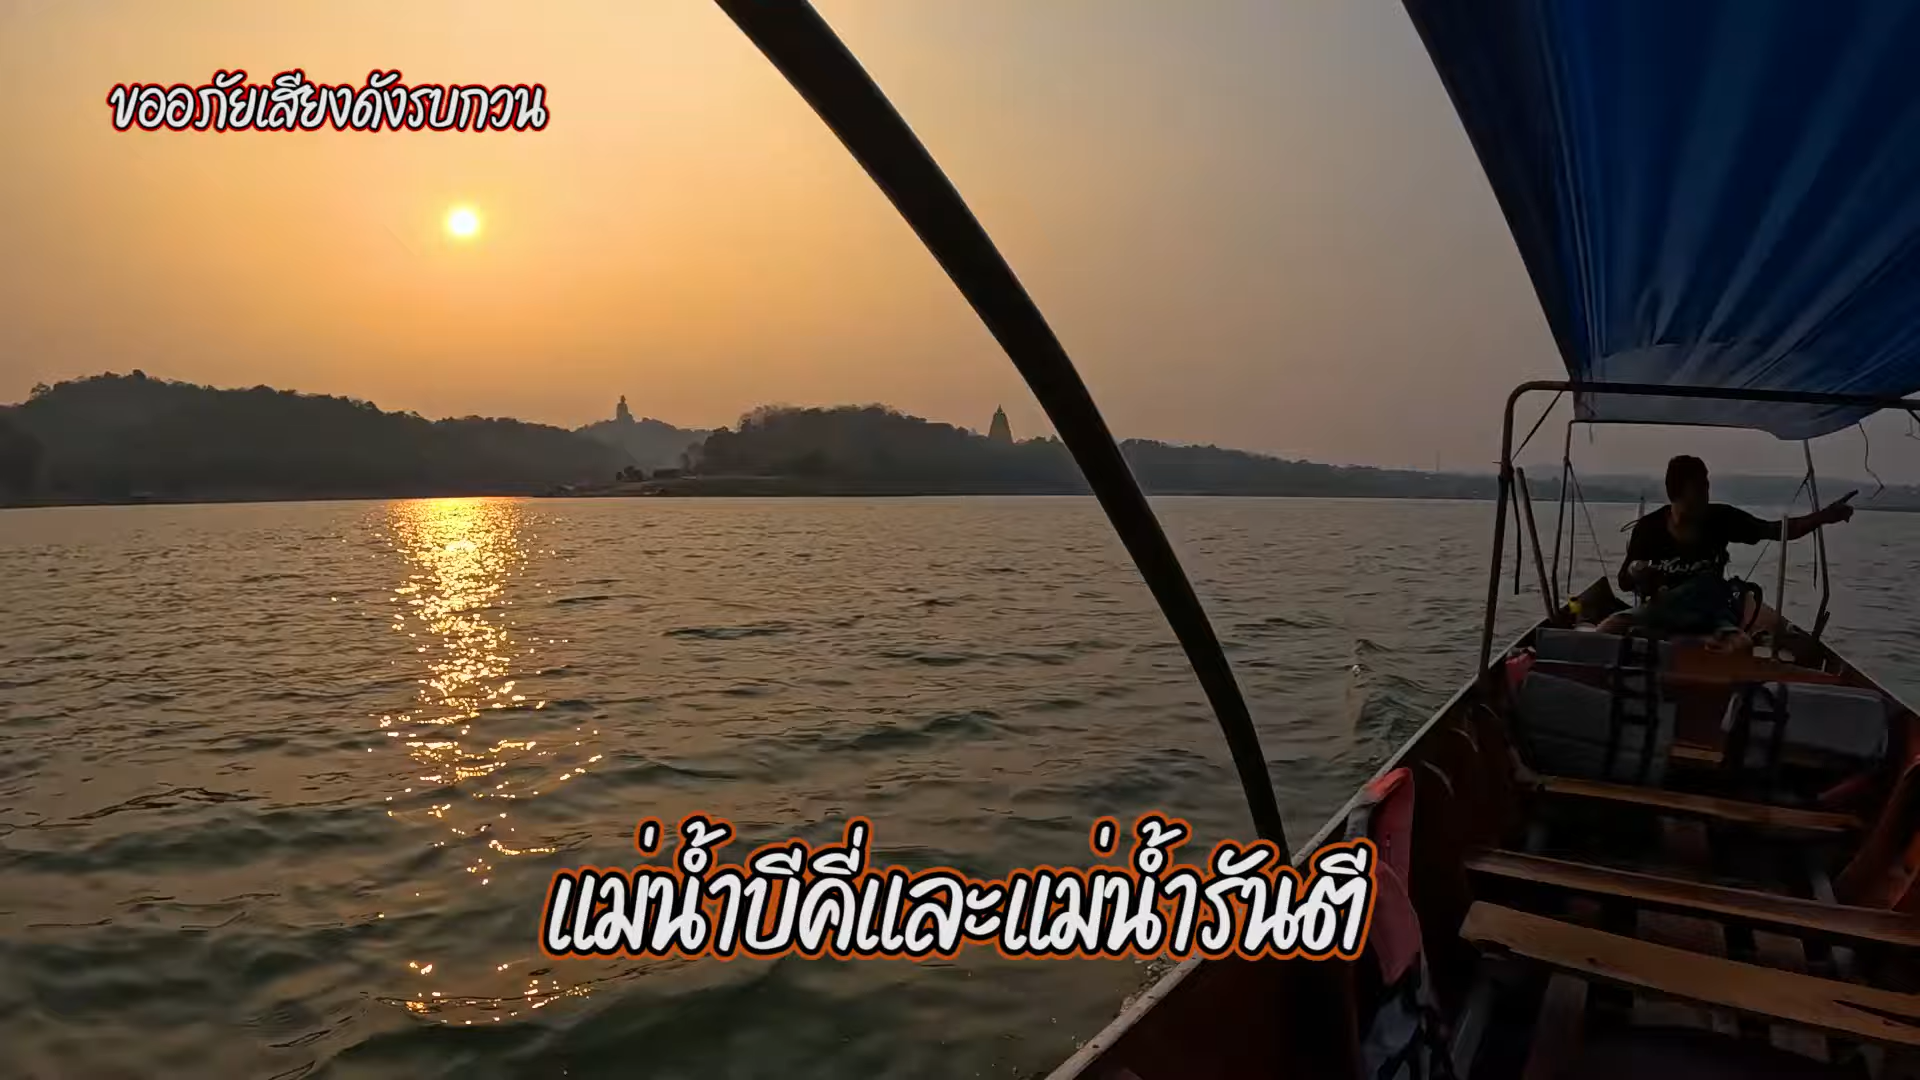 ขออภัยเสียงดังรบกวน
แม่น้ำบีคี่และแม่น้ำรันตี